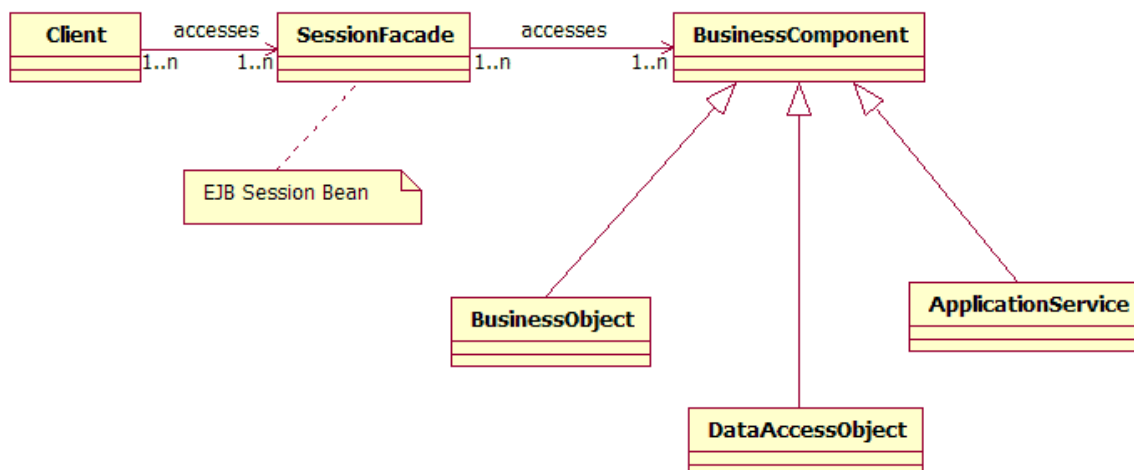 Client
accesses
1..n
1..n
SessionFacade
accesses
1..n
1..n
BusinessComponent
EJB Session Bean
BusinessObject
ApplicationService
DataAccessObject